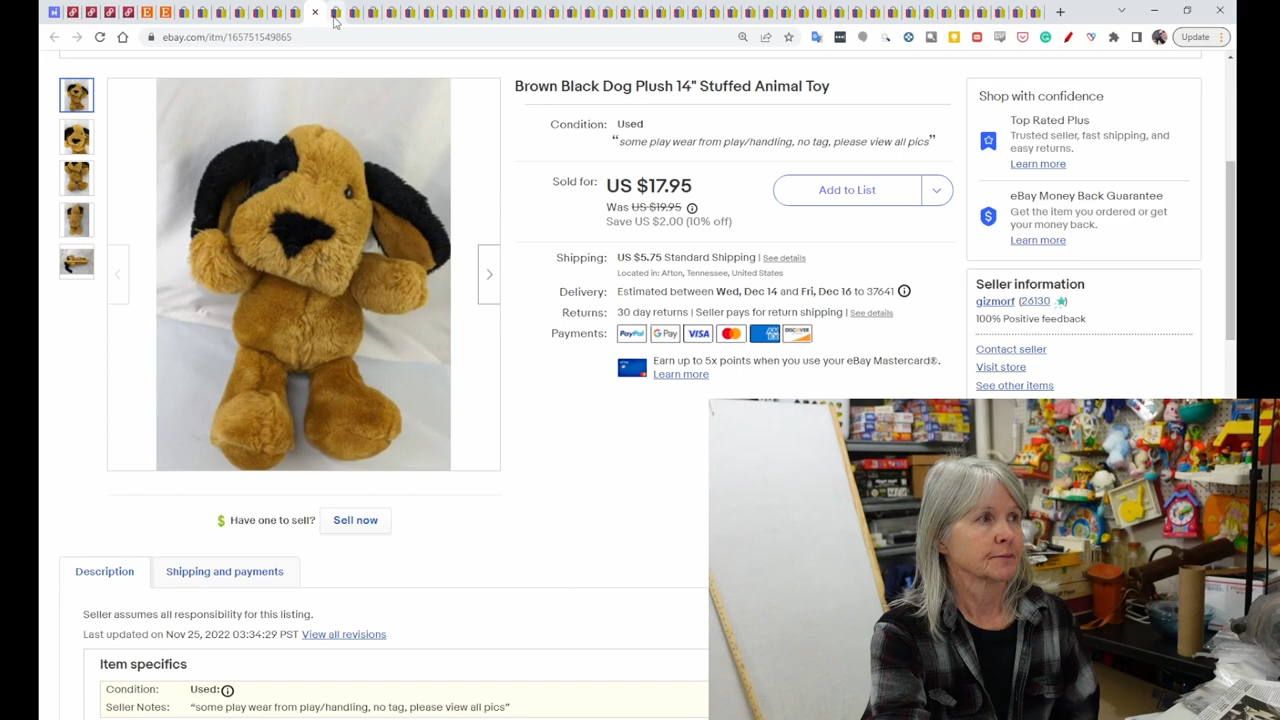 ebay.com/itm/165751549865
Update
Brown Black Dog Plush 14" Stuffed Animal Toy
Condition: Used
“some play wear from play/handling, no tag, please view all pics”
Sold for: US $17.95
Was US $19.95
Save US $2.00 (10% off)
Add to List
Shipping: US $5.75 Standard Shipping | See details
Located in: Afton, Tennessee, United States
Delivery: Estimated between Wed, Dec 14 and Fri, Dec 16 to 37641
Returns: 30 day returns | Seller pays for return shipping | See details
Payments: PayPal G Pay VISA DISCOVER
Earn up to 5x points when you use your eBay Mastercard®.
Learn more
Shop with confidence
Top Rated Plus
Trusted seller, fast shipping, and
easy returns.
Learn more
eBay Money Back Guarantee
Get the item you ordered or get
your money back.
Learn more
Seller information
gizmorf (26130)
100% Positive feedback
Contact seller
Visit store
See other items
Have one to sell? Sell now
Description Shipping and payments
Seller assumes all responsibility for this listing.
Last updated on Nov 25, 2022 03:34:29 PST View all revisions
Item specifics
Condition: Used:
Seller Notes: “some play wear from play/handling, no tag, please view all pics”